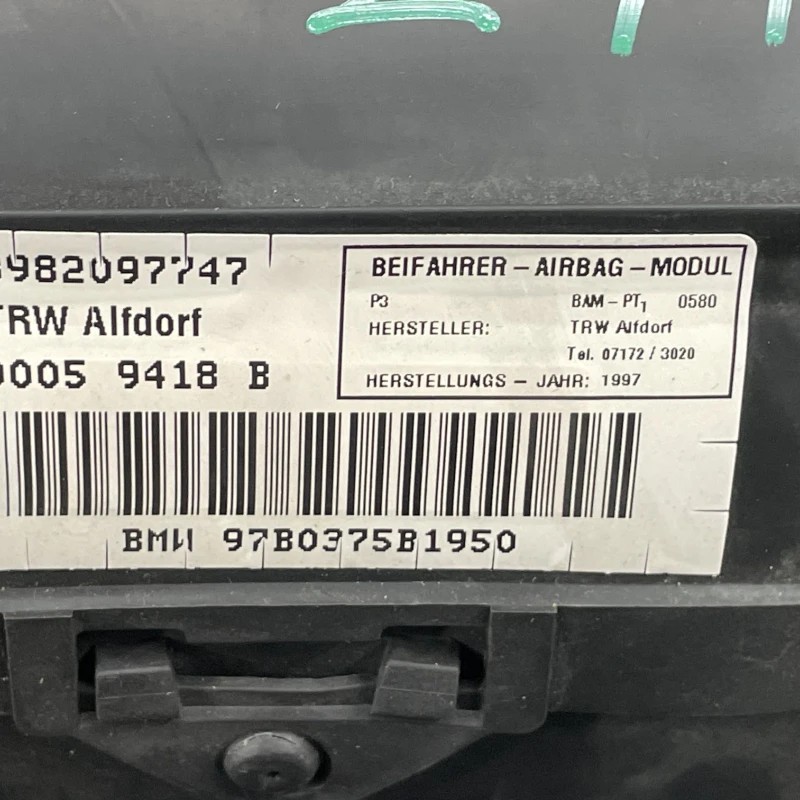 982097747
TRW Alfdorf
0005 9418 B
BEIFAHRER – AIRBAG – MODUL
P3 BAM – PT1 0580
HERSTELLER: TRW Alfdorf
Tel. 07172 / 3020
HERSTELLUNGS – JAHR: 1997
BMW 97B0375B1950